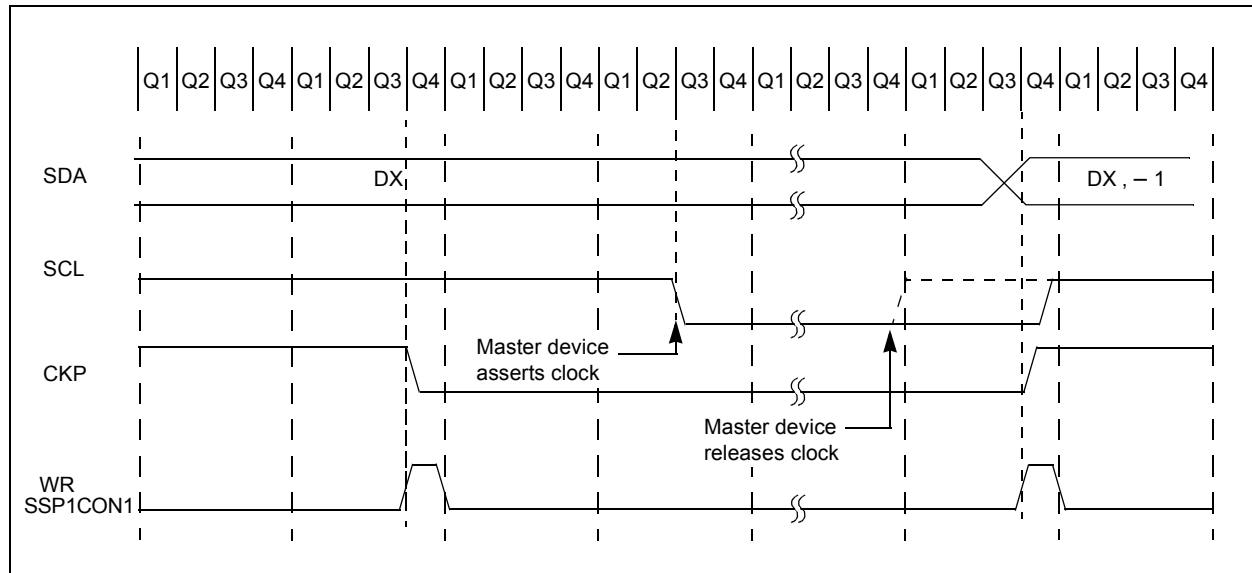 Q1 Q2 Q3 Q4 Q1 Q2 Q3 Q4 Q1 Q2 Q3 Q4 Q1 Q2 Q3 Q4 Q1 Q2 Q3 Q4 Q1 Q2 Q3 Q4 Q1 Q2 Q3 Q4
SDA
DX
DX , – 1
SCL
Master device
asserts clock
CKP
Master device
releases clock
WR
SSP1CON1